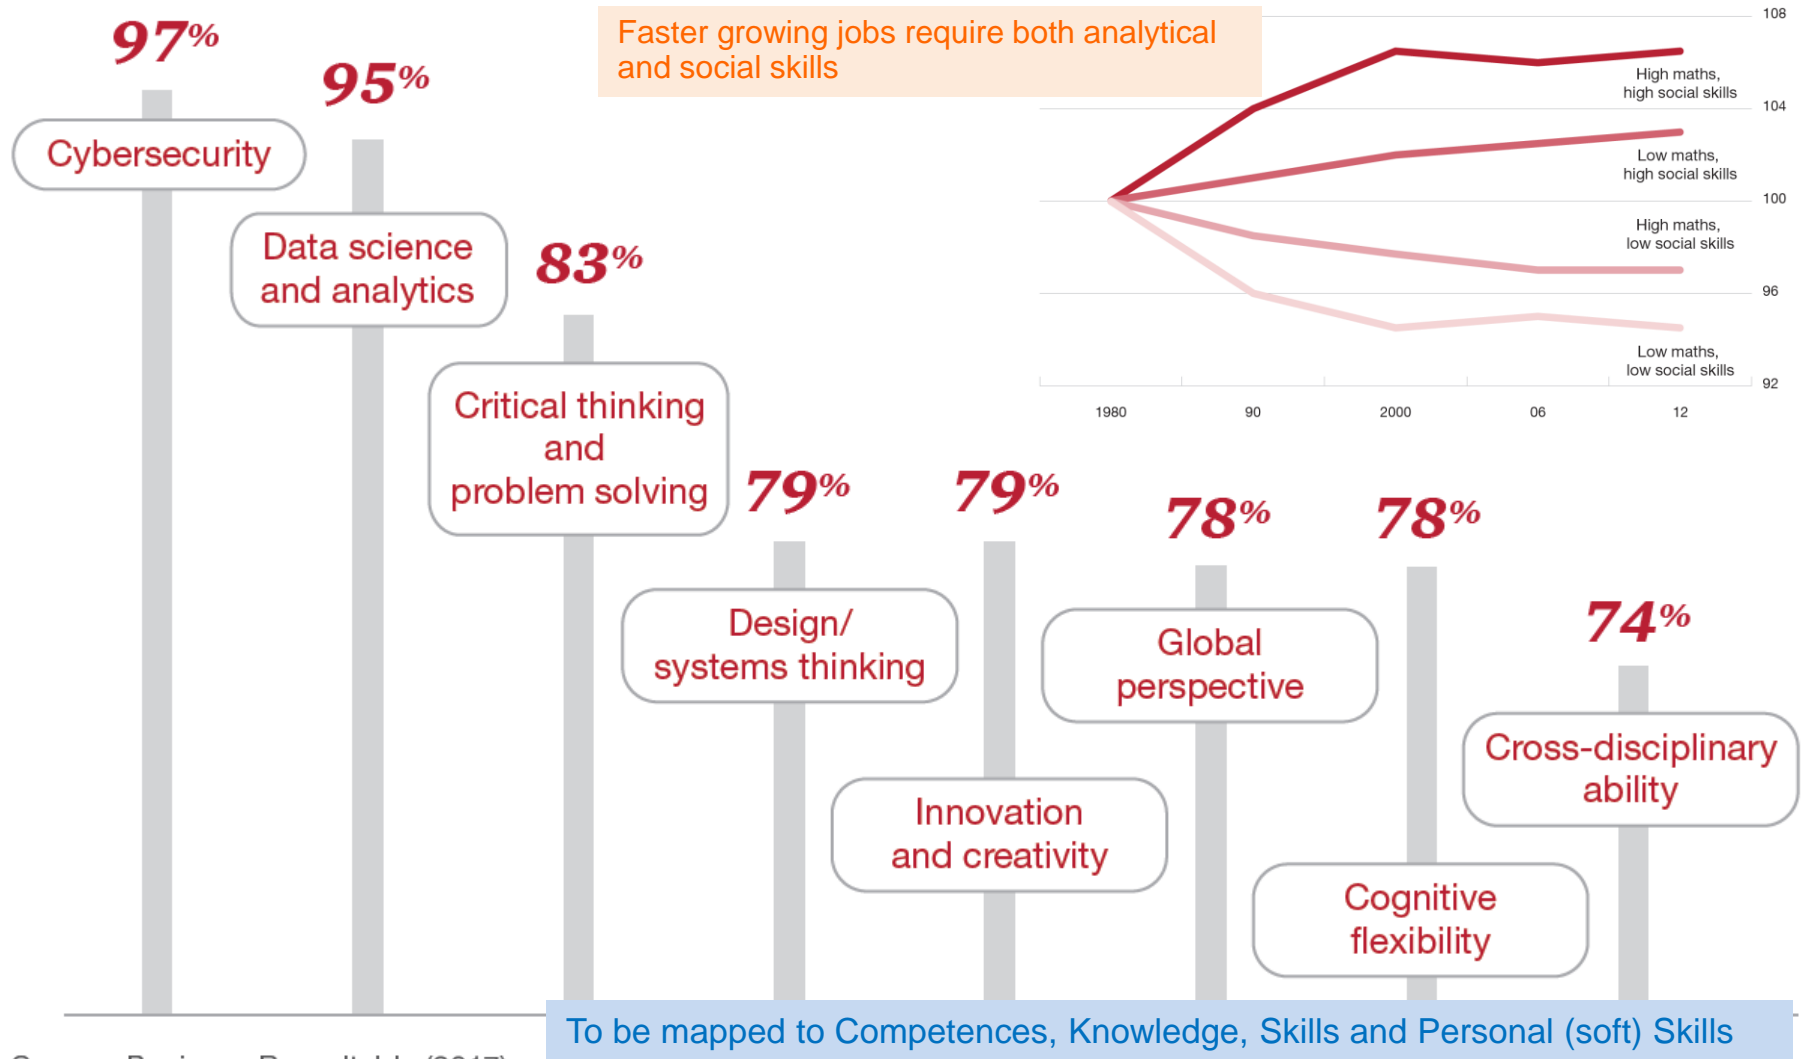 97%
Cybersecurity
95%
Data science
and analytics
83%
Critical thinking
and
problem solving
79%
Design/
systems thinking
79%
Innovation
and creativity
78%
Global
perspective
78%
Cognitive
flexibility
74%
Cross-disciplinary
ability
Faster growing jobs require both analytical
and social skills
108
104
100
96
92
High maths,
high social skills
Low maths,
high social skills
High maths,
low social skills
Low maths,
low social skills
1980 90 2000 06 12
To be mapped to Competences, Knowledge, Skills and Personal (soft) Skills
Business Roundtable (2017)